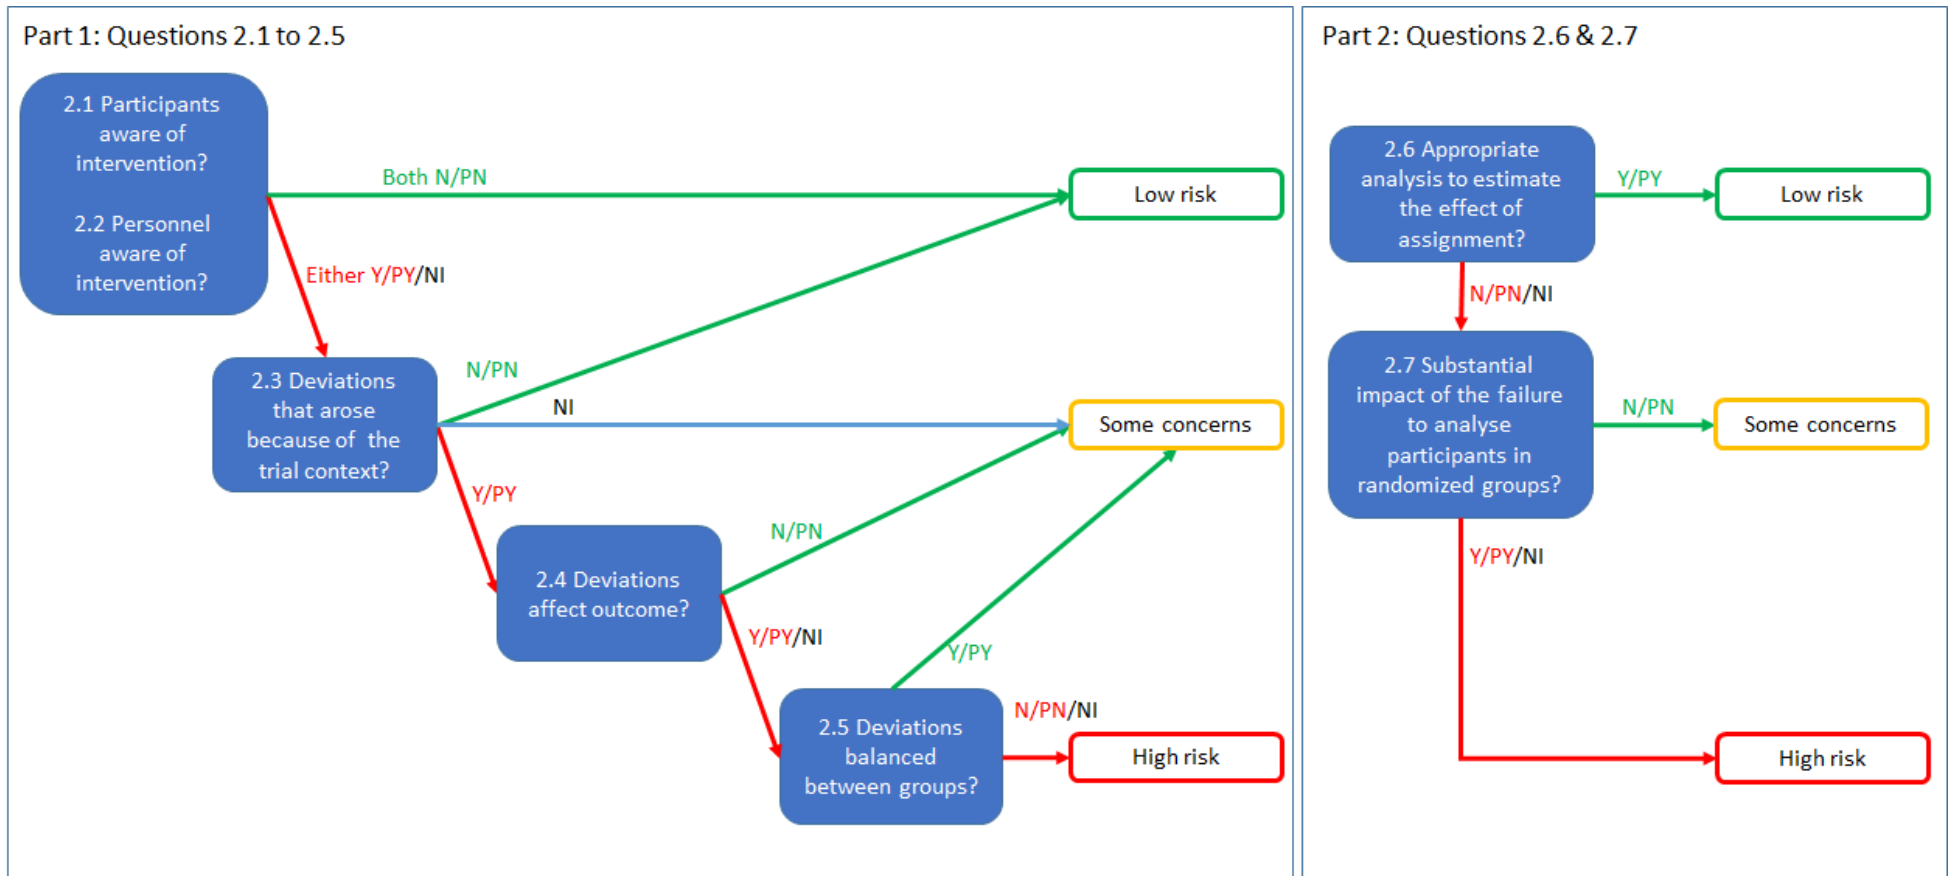 Part 1: Questions 2.1 to 2.5
2.1 Participants
aware of
intervention?
2.2 Personnel
aware of
intervention?
Both N/PN
Low risk
Either Y/PY/NI
2.3 Deviations
that arose
because of the
trial context?
N/PN
NI
Some concerns
Y/PY
2.4 Deviations
affect outcome?
N/PN
Y/PY/NI
Y/PY
2.5 Deviations
balanced
between groups?
N/PN/NI
High risk
Part 2: Questions 2.6 & 2.7
2.6 Appropriate
analysis to estimate
the effect of
assignment?
Y/PY
Low risk
N/PN/NI
2.7 Substantial
impact of the failure
to analyse
participants in
randomized groups?
N/PN
Some concerns
Y/PY/NI
High risk